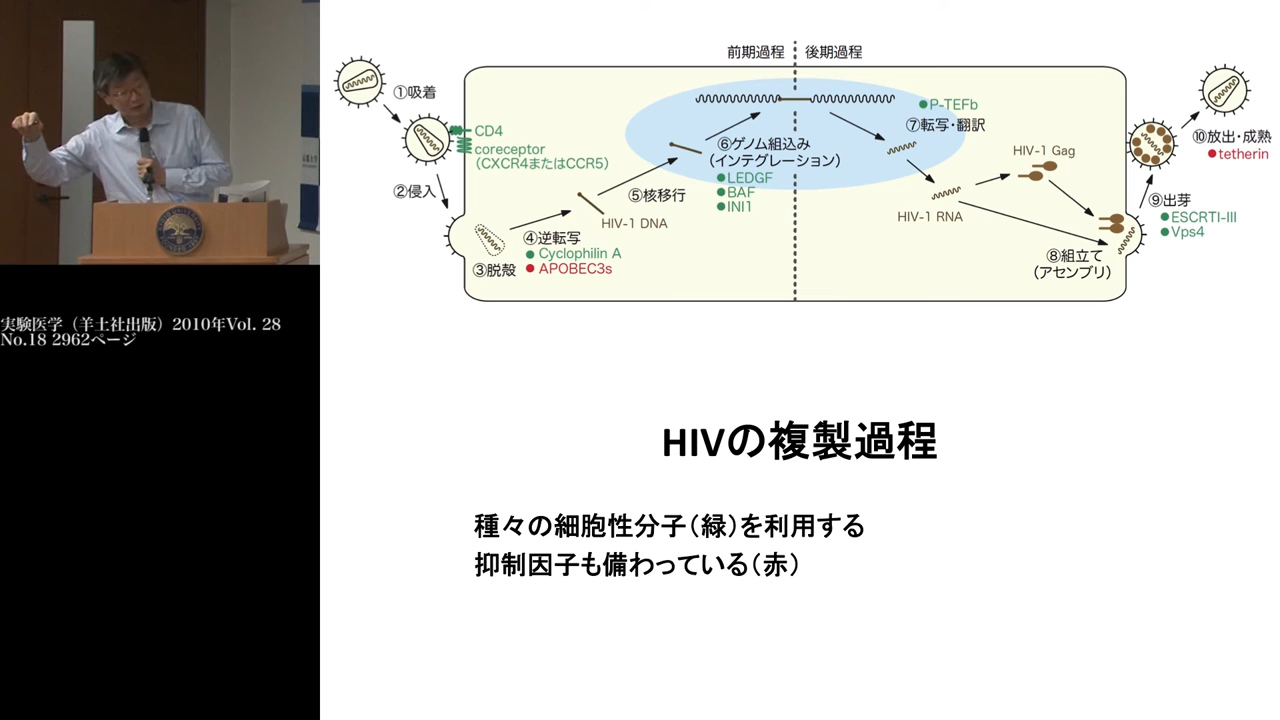 実験医学（羊土社出版）2010年Vol. 28
No.18 2962ページ
前期過程
後期過程
①吸着
CD4
coreceptor
（CXCR4またはCCR5）
②侵入
③脱殻
④逆転写
Cyclophilin A
APOBEC3s
HIV-1 DNA
⑤核移行
⑥ゲノム組込み
（インテグレーション）
LEDGF
BAF
INI1
P-TEFb
⑦転写・翻訳
HIV-1 RNA
HIV-1 Gag
⑧組立て
（アセンブリ）
⑨出芽
ESCRTI-III
Vps4
⑩放出・成熟
tetherin
HIVの複製過程
種々の細胞性分子（緑）を利用する
抑制因子も備わっている（赤）